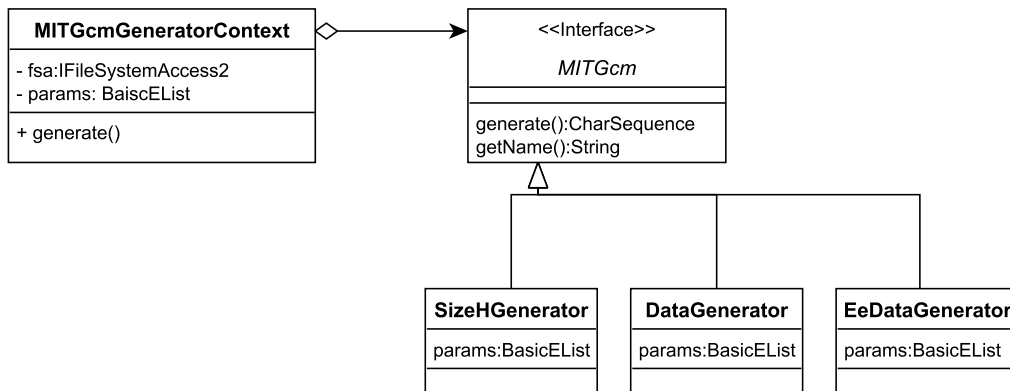 MITGcmGeneratorContext
- fsa:IFileSystemAccess2
- params: BaiscEList
+ generate()
<<Interface>>
MITGcm
generate():CharSequence
getName():String
SizeHGenerator
params:BasicEList
DataGenerator
params:BasicEList
EeDataGenerator
params:BasicEList